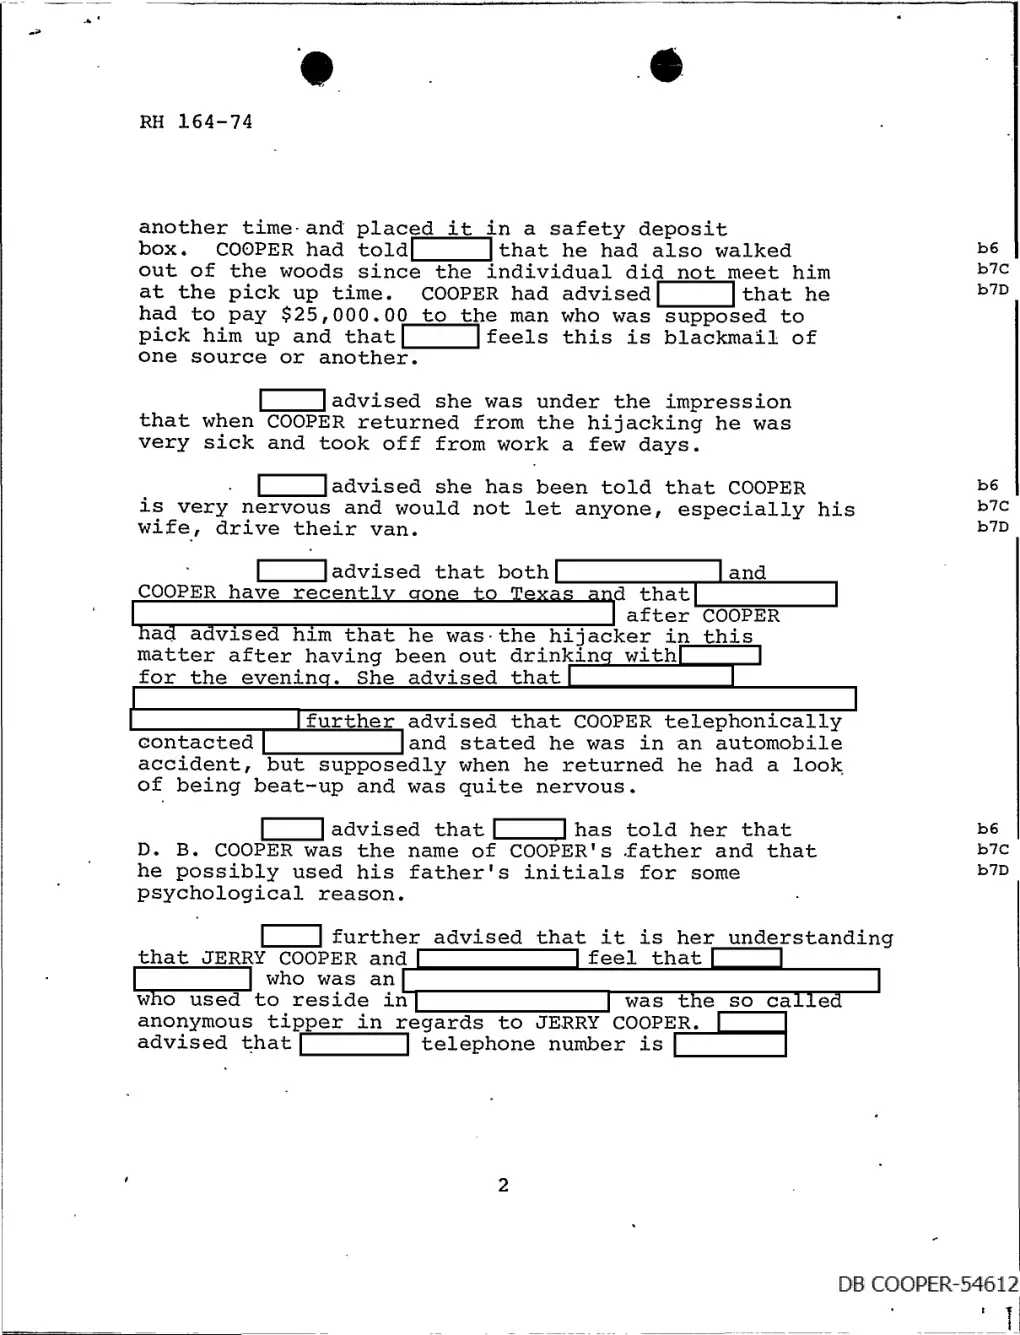 RH 164-74
another time and placed it in a safety deposit
box. COOPER had told that he had also walked
b6
out of the woods since the individual did not meet him
b7C
at the pick up time. COOPER had advised that he
b7D
had to pay $25,000.00 to the man who was supposed to
pick him up and that feels this is blackmail of
one source or another.
advised she was under the impression
that when COOPER returned from the hijacking he was
very sick and took off from work a few days.
advised she has been told that COOPER
b6
is very nervous and would not let anyone, especially his
b7C
wife, drive their van.
b7D
advised that both and
COOPER have recently gone to Texas and that
after COOPER
had advised him that he was the hijacker in this
matter after having been out drinking with
for the evening. She advised that
further advised that COOPER telephonically
contacted and stated he was in an automobile
accident, but supposedly when he returned he had a look
of being beat-up and was quite nervous.
advised that has told her that
b6
D. B. COOPER was the name of COOPER's father and that
b7C
he possibly used his father's initials for some
b7D
psychological reason.
further advised that it is her understanding
that JERRY COOPER and feel that
who was an
who used to reside in was the so called
anonymous tipper in regards to JERRY COOPER.
advised that telephone number is
2
DB COOPER-54612